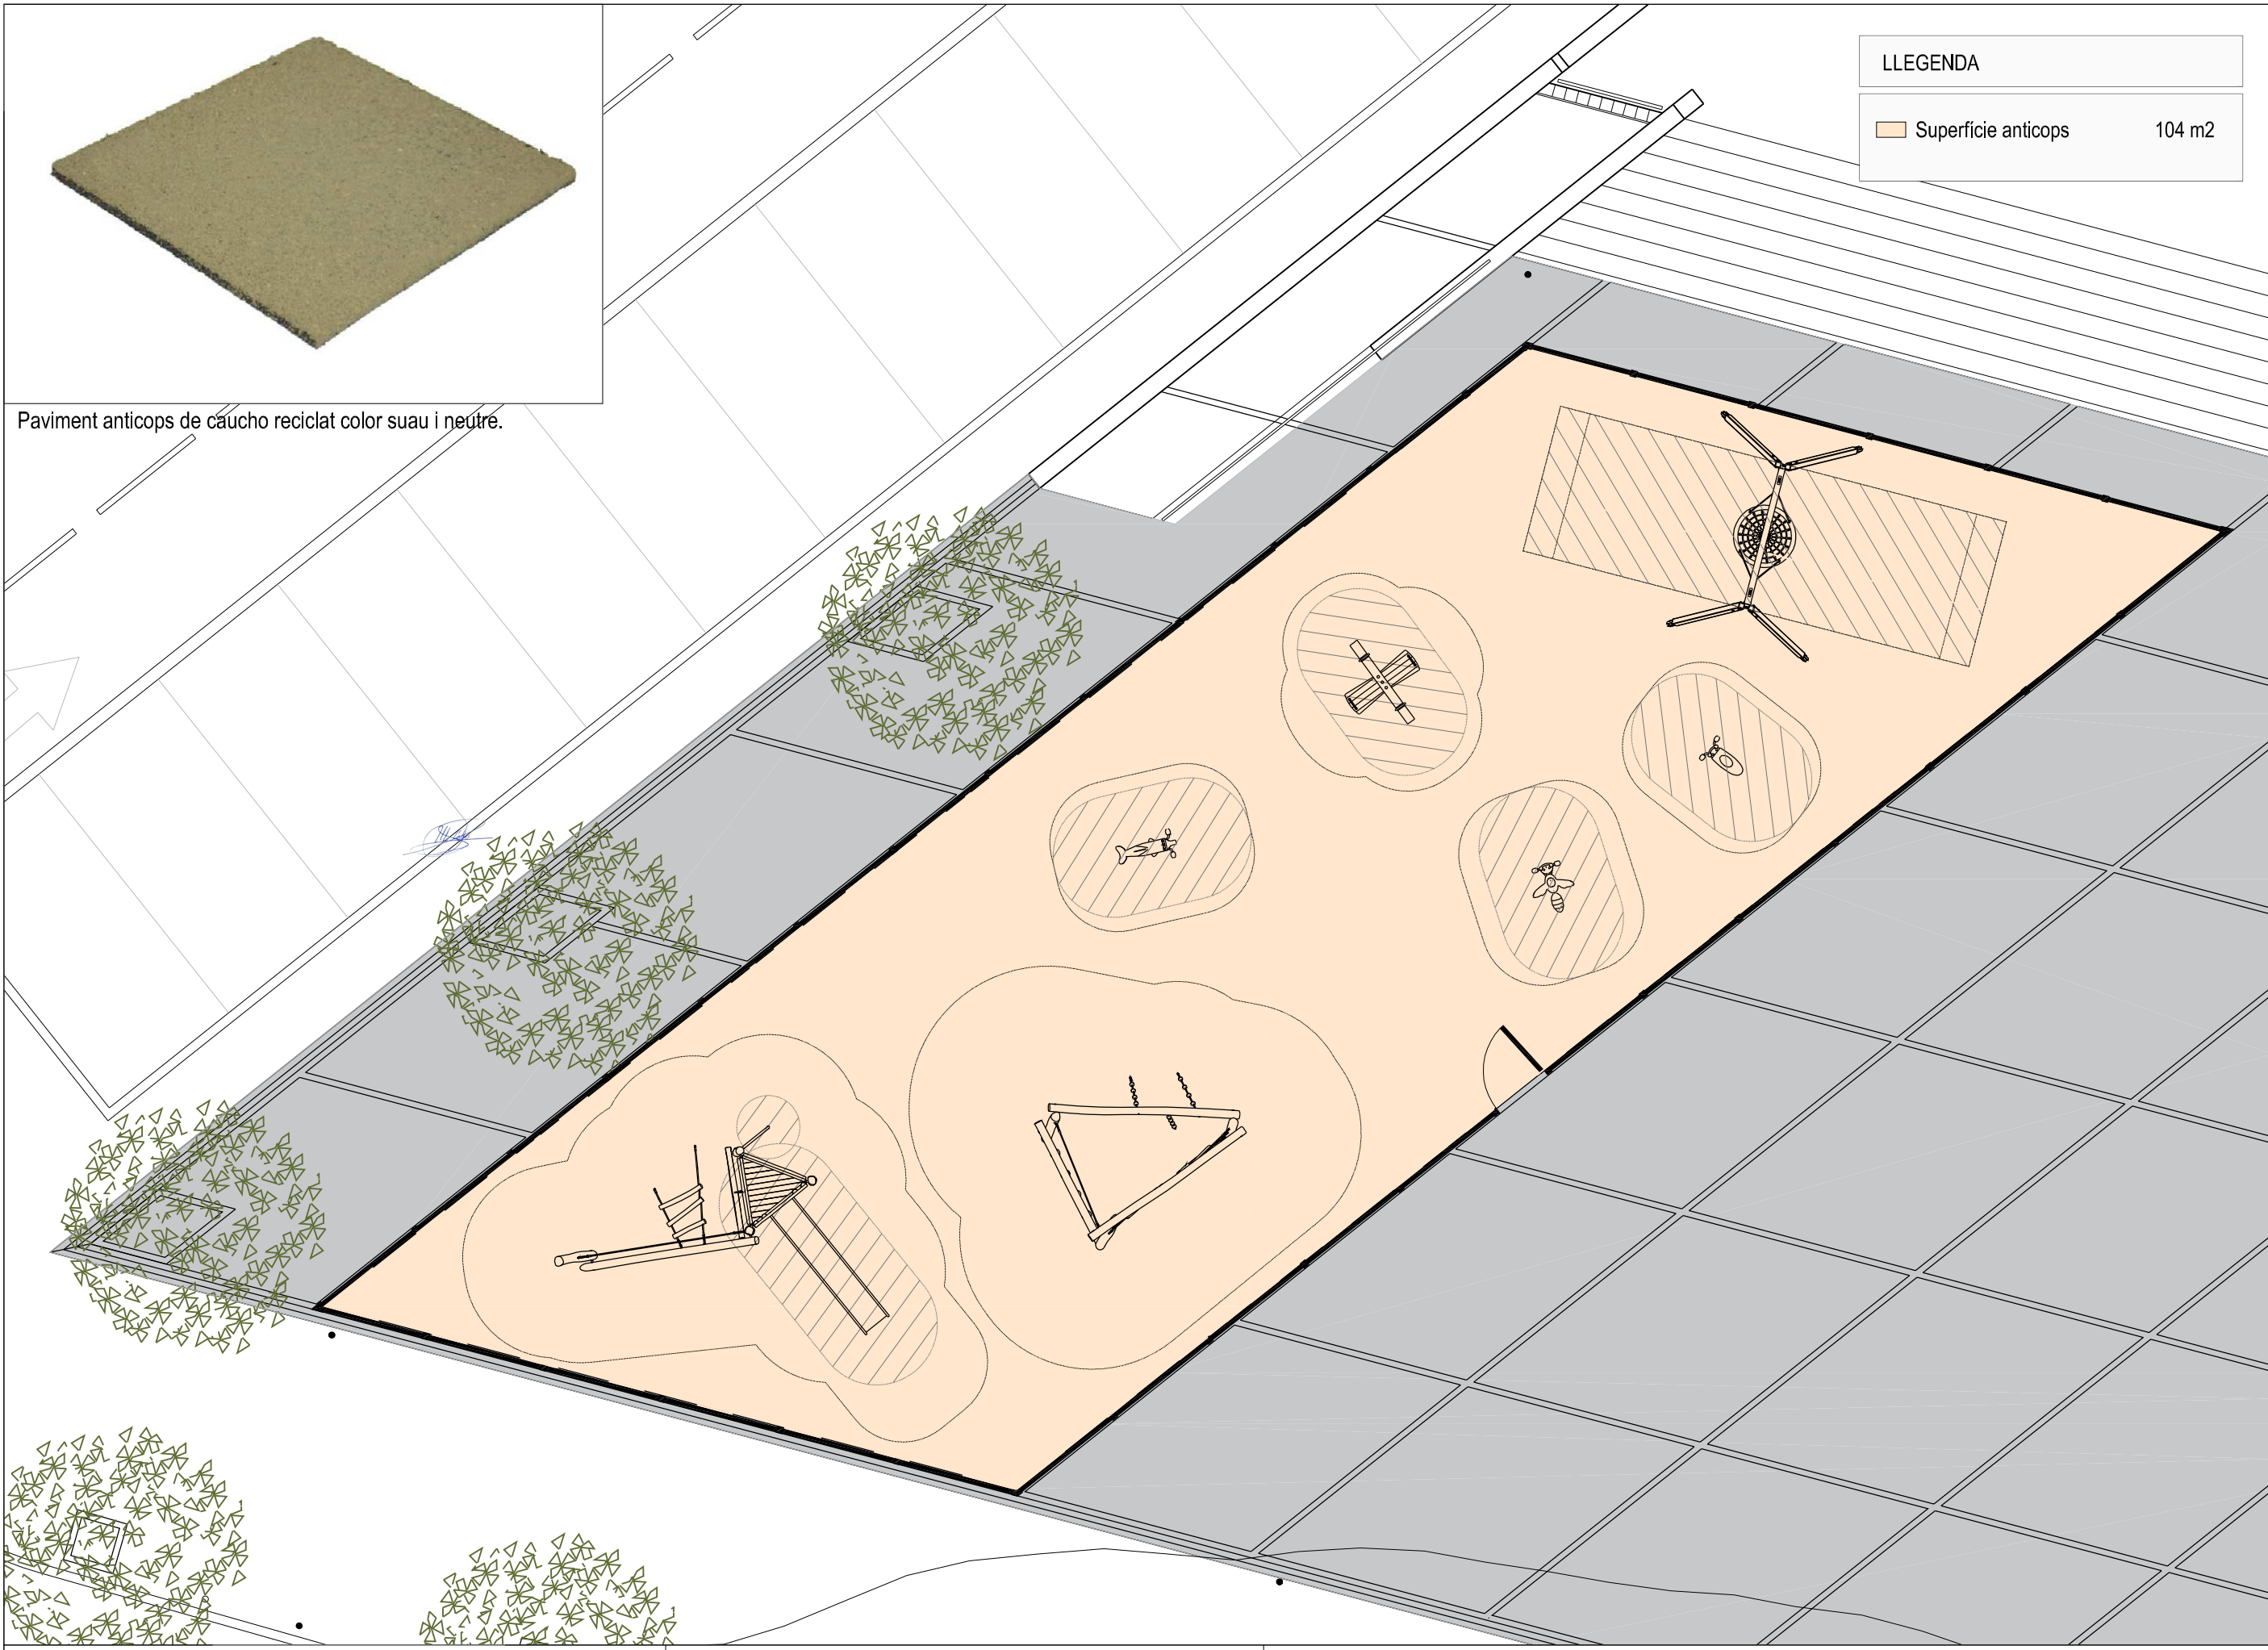 LLEGENDA
Superfície anticops 104 m2
Paviment anticops de caucho reciclat color suau i neutre.